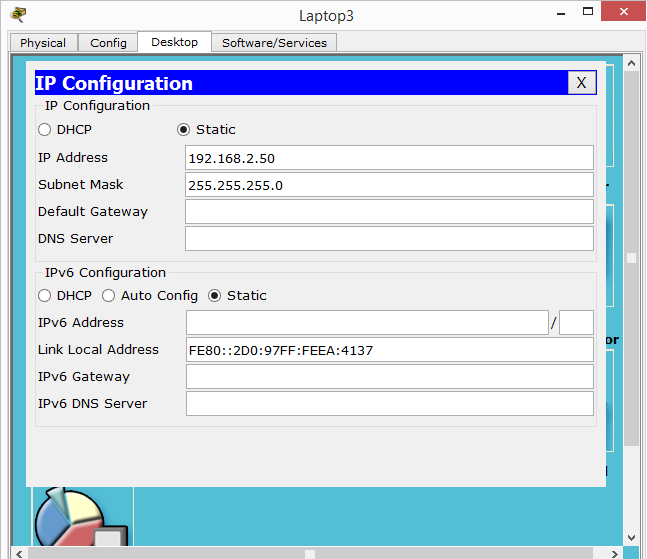 Laptop3
Physical Config Desktop Software/Services
IP Configuration X
IP Configuration
DHCP Static
IP Address 192.168.2.50
Subnet Mask 255.255.255.0
Default Gateway
DNS Server
IPv6 Configuration
DHCP Auto Config Static
IPv6 Address /
Link Local Address FE80::2D0:97FF:FEEA:4137
IPv6 Gateway
IPv6 DNS Server